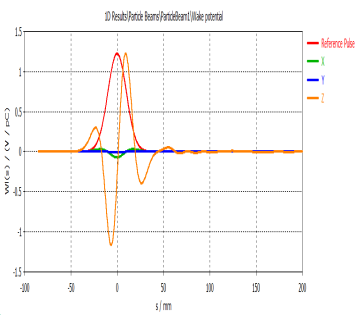 1D Results\Particle Beams\ParticleBeam1\Wake potential
Reference Pulse
X
Y
Z
W(s) / (V / pC)
1.5
1
0.5
0
-0.5
-1
-1.5
-100
-50
0
50
100
150
200
s / mm